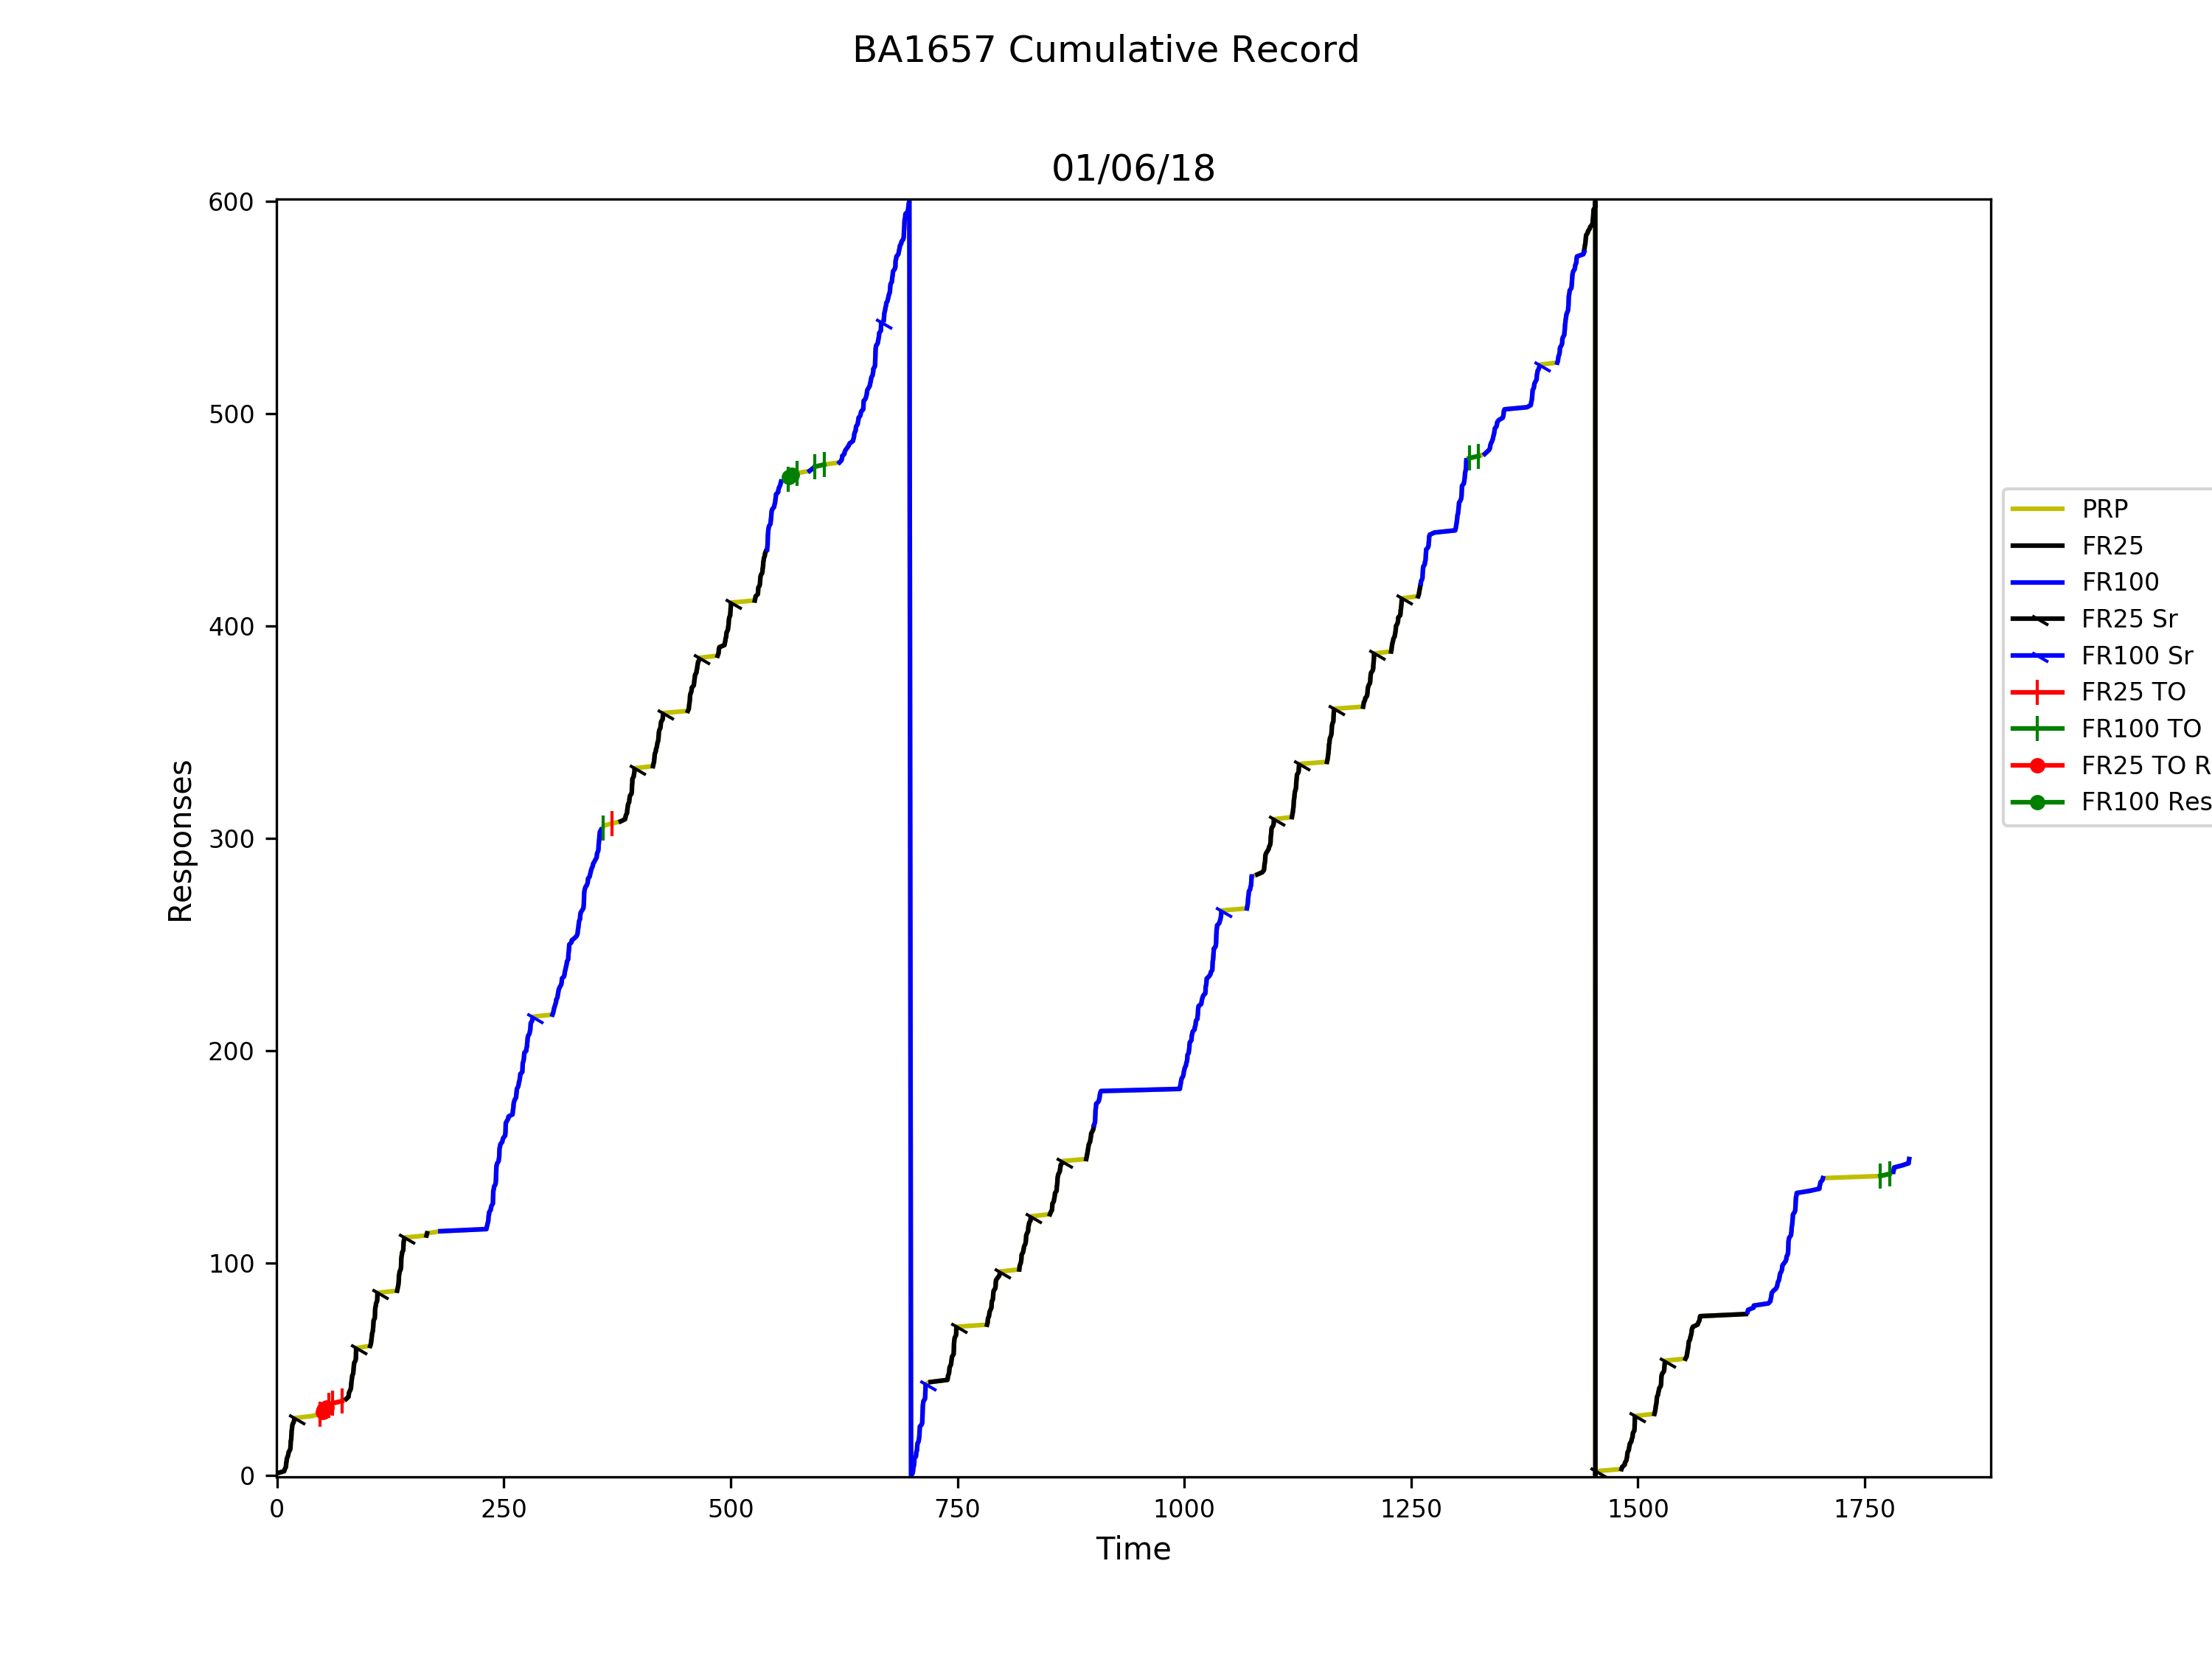 BA1657 Cumulative Record
01/06/18
600
500
400
300
200
100
0
Responses
0 250 500 750 1000 1250 1500 1750
Time
PRP
FR25
FR100
FR25 Sr
FR100 Sr
FR25 TO
FR100 TO
FR25 TO R
FR100 Res